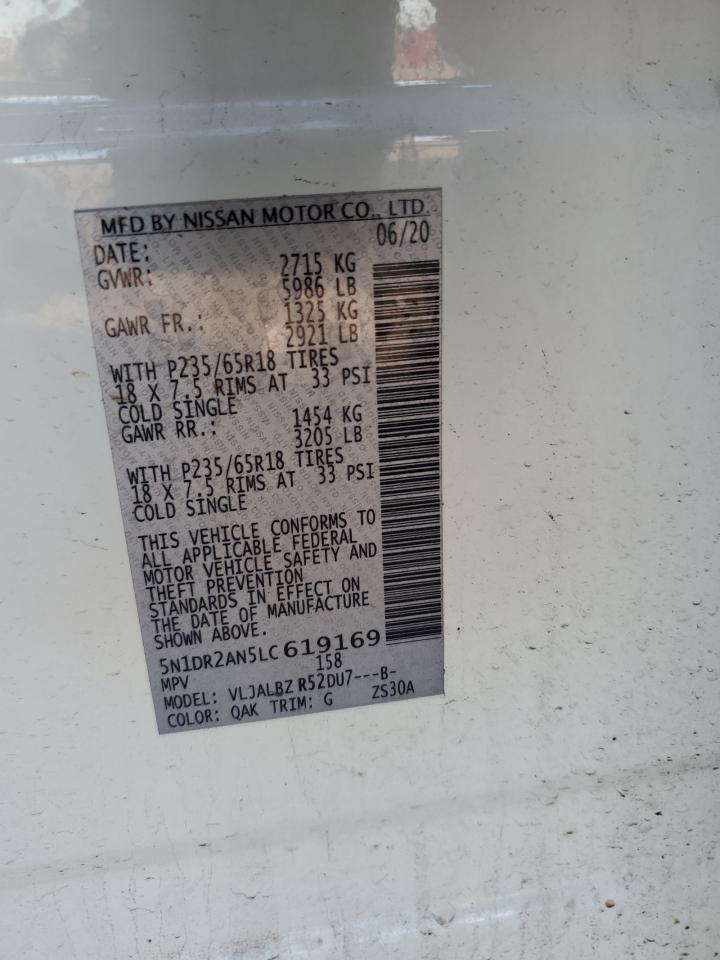 MFD BY NISSAN MOTOR CO., LTD.
DATE: 06/20
GVWR: 2715 KG
5986 LB
GAWR FR.: 1325 KG
2921 LB
WITH P235/65R18 TIRES
18 X 7.5 RIMS AT 33 PSI
COLD SINGLE
GAWR RR.: 1454 KG
3205 LB
WITH P235/65R18 TIRES
18 X 7.5 RIMS AT 33 PSI
COLD SINGLE
THIS VEHICLE CONFORMS TO
ALL APPLICABLE FEDERAL
MOTOR VEHICLE SAFETY AND
THEFT PREVENTION
STANDARDS IN EFFECT ON
THE DATE OF MANUFACTURE
SHOWN ABOVE.
5N1DR2AN5LC619169
MPV 158
MODEL: VLJALBZ R52DU7---B-
COLOR: QAK TRIM: G ZS30A